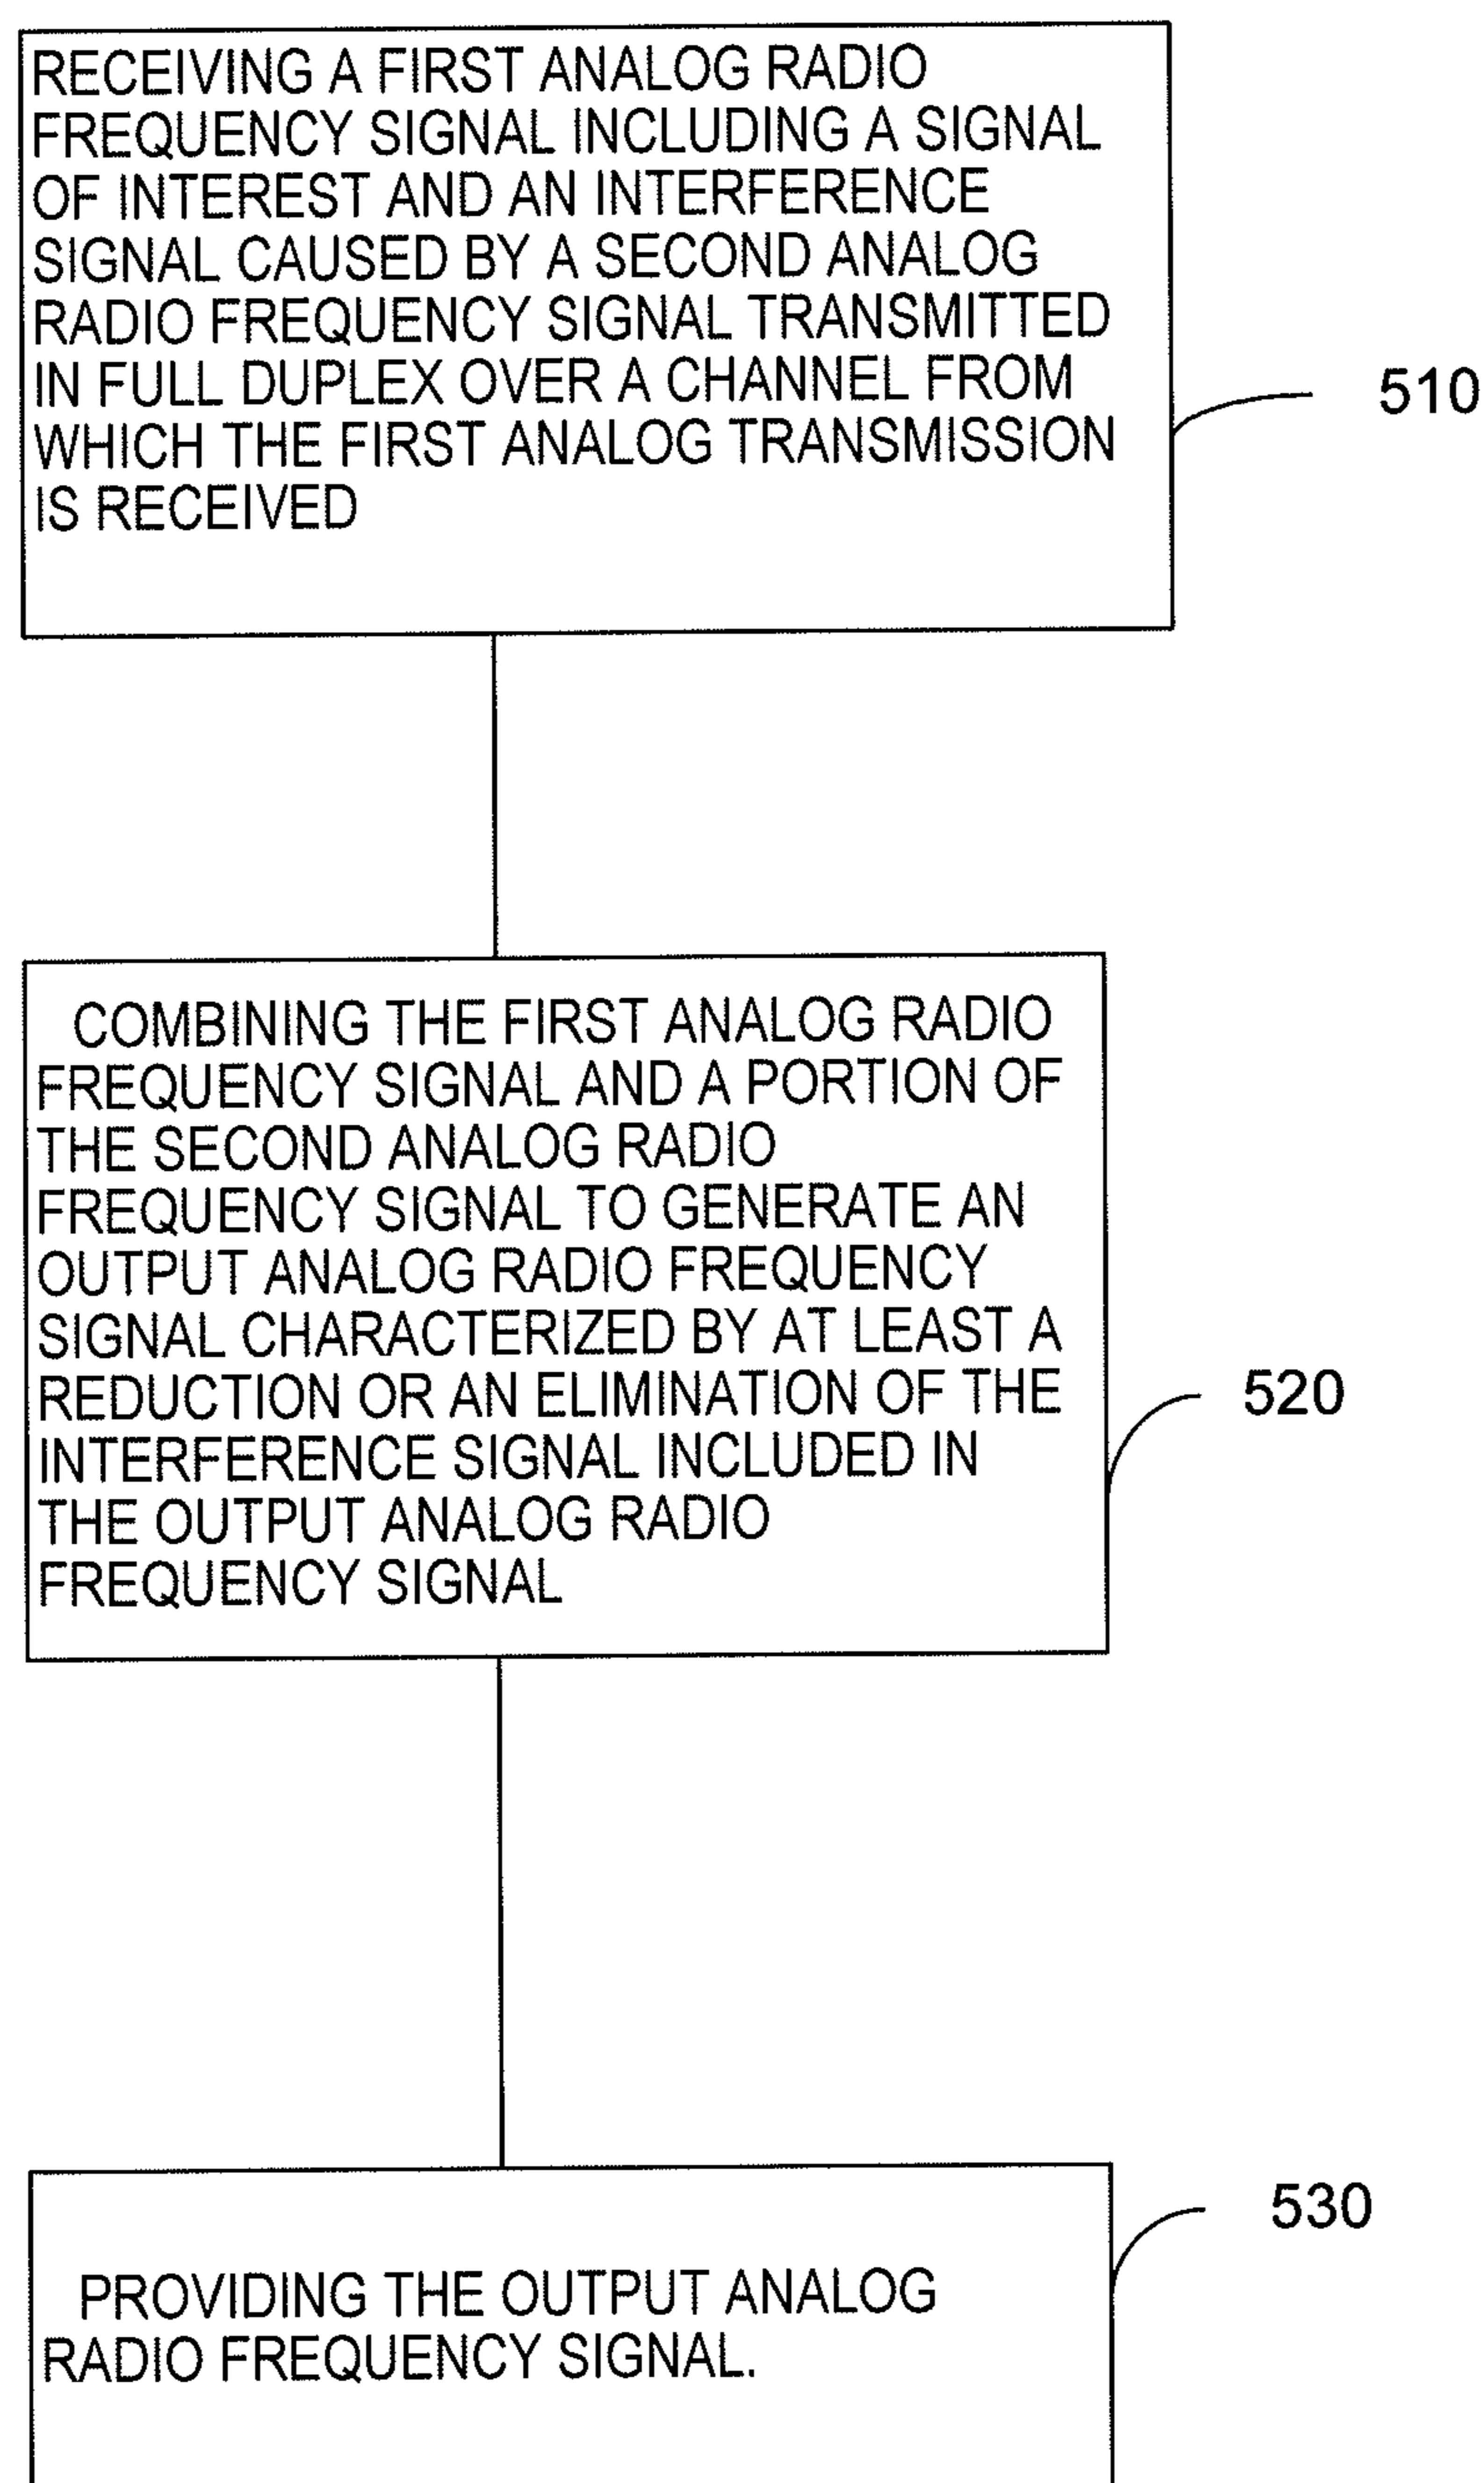 RECEIVING A FIRST ANALOG RADIO
FREQUENCY SIGNAL INCLUDING A SIGNAL
OF INTEREST AND AN INTERFERENCE
SIGNAL CAUSED BY A SECOND ANALOG
RADIO FREQUENCY SIGNAL TRANSMITTED
IN FULL DUPLEX OVER A CHANNEL FROM
WHICH THE FIRST ANALOG TRANSMISSION
IS RECEIVED
510
COMBINING THE FIRST ANALOG RADIO
FREQUENCY SIGNAL AND A PORTION OF
THE SECOND ANALOG RADIO
FREQUENCY SIGNAL TO GENERATE AN
OUTPUT ANALOG RADIO FREQUENCY
SIGNAL CHARACTERIZED BY AT LEAST A
REDUCTION OR AN ELIMINATION OF THE
INTERFERENCE SIGNAL INCLUDED IN
THE OUTPUT ANALOG RADIO
FREQUENCY SIGNAL
520
PROVIDING THE OUTPUT ANALOG
RADIO FREQUENCY SIGNAL.
530